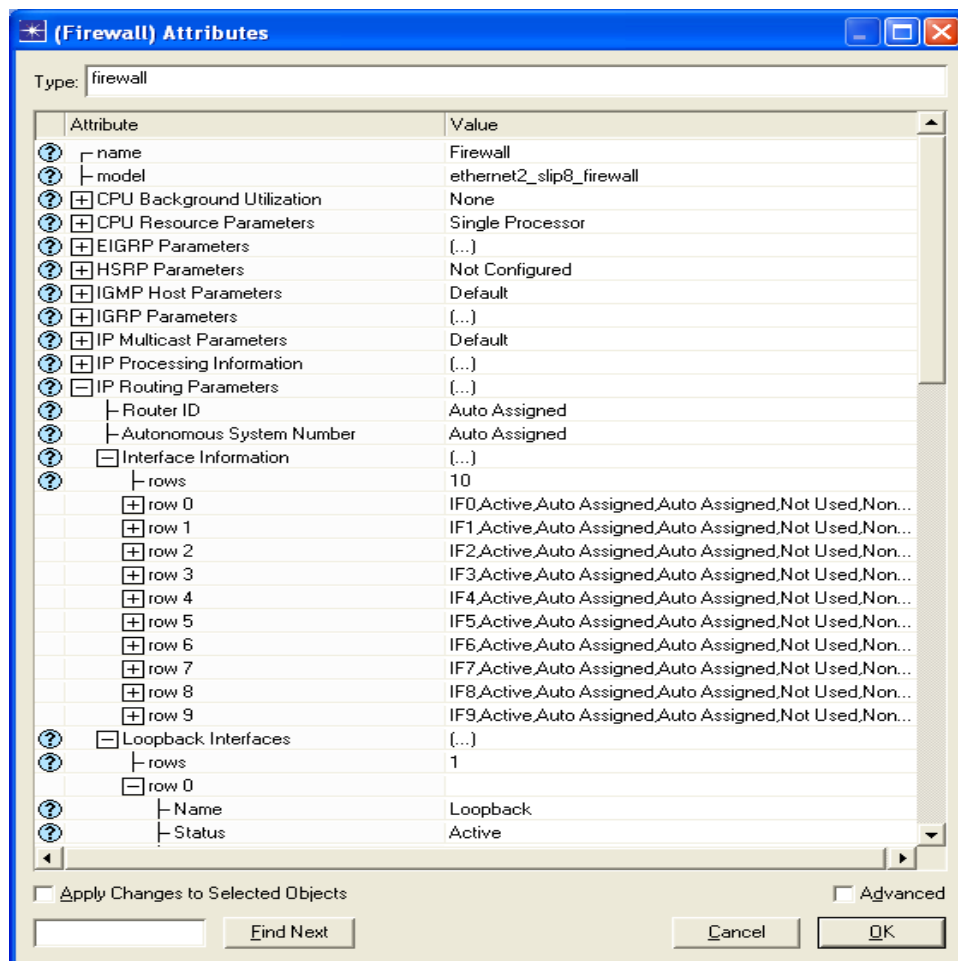 (Firewall) Attributes
Type: firewall
Attribute Value
name Firewall
model ethernet2_slip8_firewall
CPU Background Utilization None
CPU Resource Parameters Single Processor
EIGRP Parameters (...)
HSRP Parameters Not Configured
IGMP Host Parameters Default
IGRP Parameters (...)
IP Multicast Parameters Default
IP Processing Information (...)
IP Routing Parameters (...)
Router ID Auto Assigned
Autonomous System Number Auto Assigned
Interface Information (...)
rows 10
row 0 IF0,Active,Auto Assigned,Auto Assigned,Not Used,Non...
row 1 IF1,Active,Auto Assigned,Auto Assigned,Not Used,Non...
row 2 IF2,Active,Auto Assigned,Auto Assigned,Not Used,Non...
row 3 IF3,Active,Auto Assigned,Auto Assigned,Not Used,Non...
row 4 IF4,Active,Auto Assigned,Auto Assigned,Not Used,Non...
row 5 IF5,Active,Auto Assigned,Auto Assigned,Not Used,Non...
row 6 IF6,Active,Auto Assigned,Auto Assigned,Not Used,Non...
row 7 IF7,Active,Auto Assigned,Auto Assigned,Not Used,Non...
row 8 IF8,Active,Auto Assigned,Auto Assigned,Not Used,Non...
row 9 IF9,Active,Auto Assigned,Auto Assigned,Not Used,Non...
Loopback Interfaces (...)
rows 1
row 0
Name Loopback
Status Active
Apply Changes to Selected Objects Advanced
Find Next Cancel OK